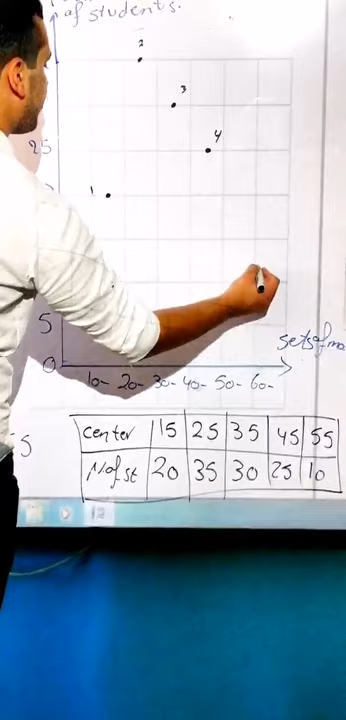 of students.
2
3
25
4
1
5
sets of ma
0
10- 20- 30- 40- 50- 60-
center 15 25 35 45 55
N of st 20 35 30 25 10